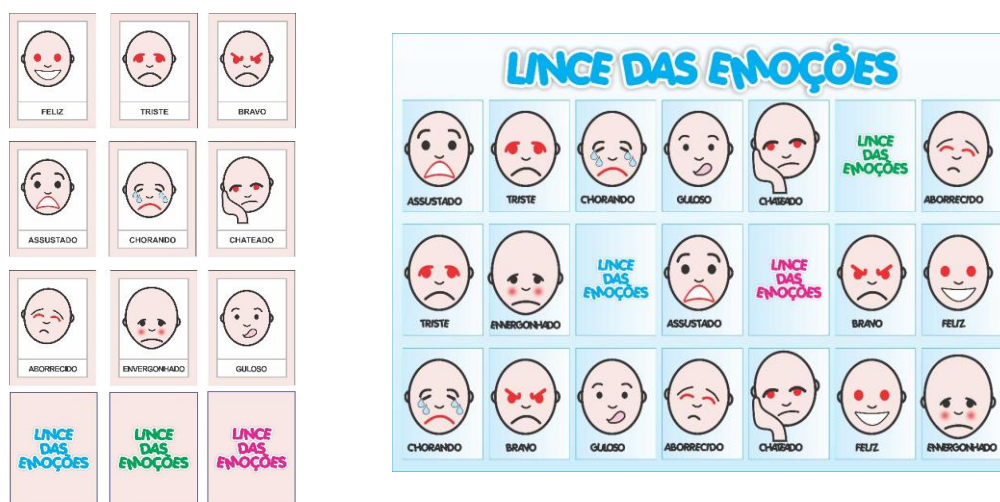 FELIZ
TRISTE
BRAVO
ASSUSTADO
CHORANDO
CHATEADO
ABORRECIDO
ENVERGONHADO
GULOSO
LINCE
DAS
EMOÇÕES
LINCE
DAS
EMOÇÕES
LINCE
DAS
EMOÇÕES
LINCE DAS EMOÇÕES
ASSUSTADO
TRISTE
CHORANDO
GULOSO
CHATEADO
LINCE
DAS
EMOÇÕES
ABORRECIDO
TRISTE
ENVERGONHADO
LINCE
DAS
EMOÇÕES
ASSUSTADO
LINCE
DAS
EMOÇÕES
BRAVO
FELIZ
CHORANDO
BRAVO
GULOSO
ABORRECIDO
CHATEADO
FELIZ
ENVERGONHADO